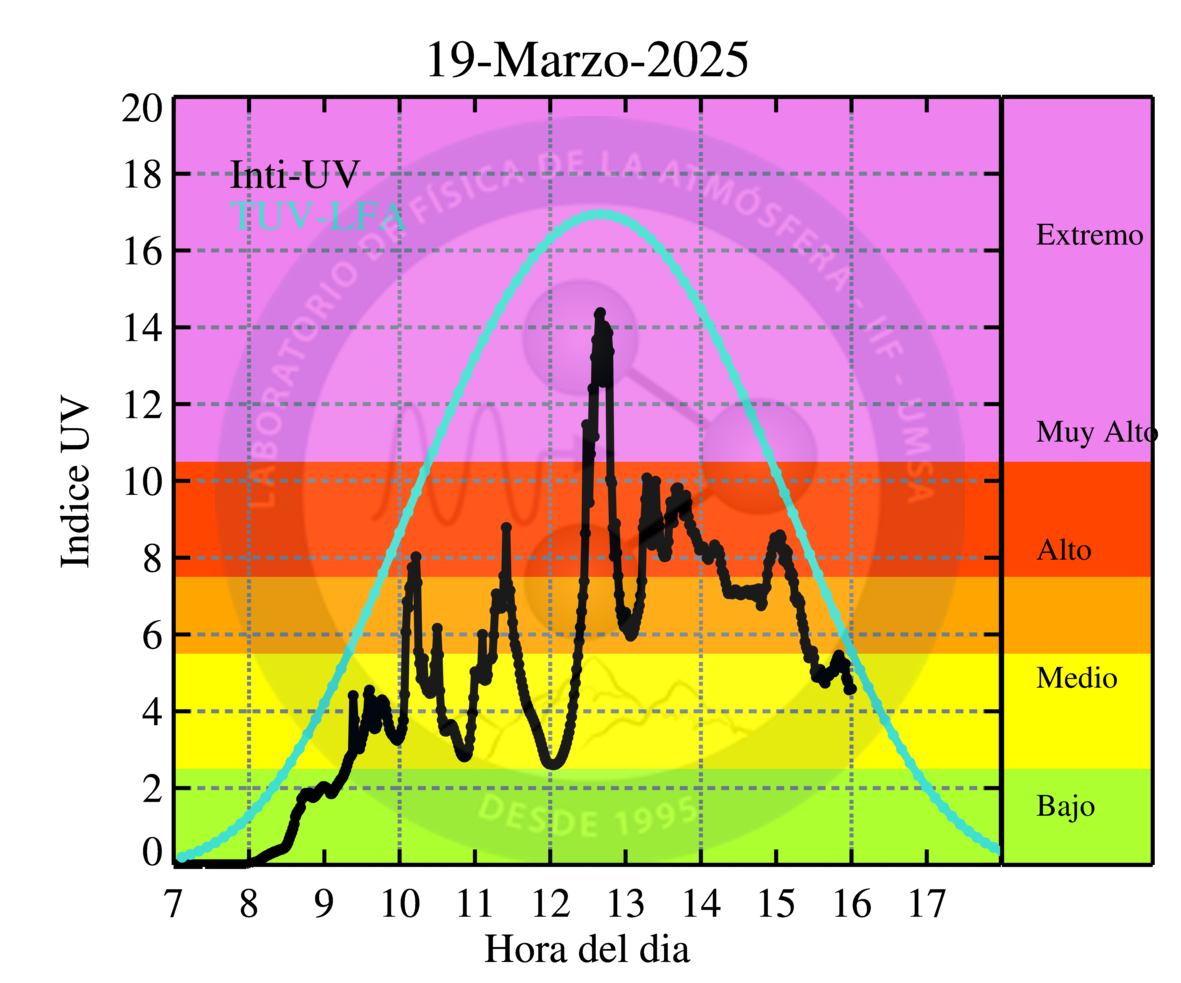 19-Marzo-2025
Inti-UV
TUV-LFA
LABORATORIO DE FÍSICA DE LA ATMÓSFERA - IIF - UMSA
DESDE 1995
Indice UV
20
18
16
14
12
10
8
6
4
2
0
7 8 9 10 11 12 13 14 15 16 17
Hora del dia
Extremo
Muy Alto
Alto
Medio
Bajo